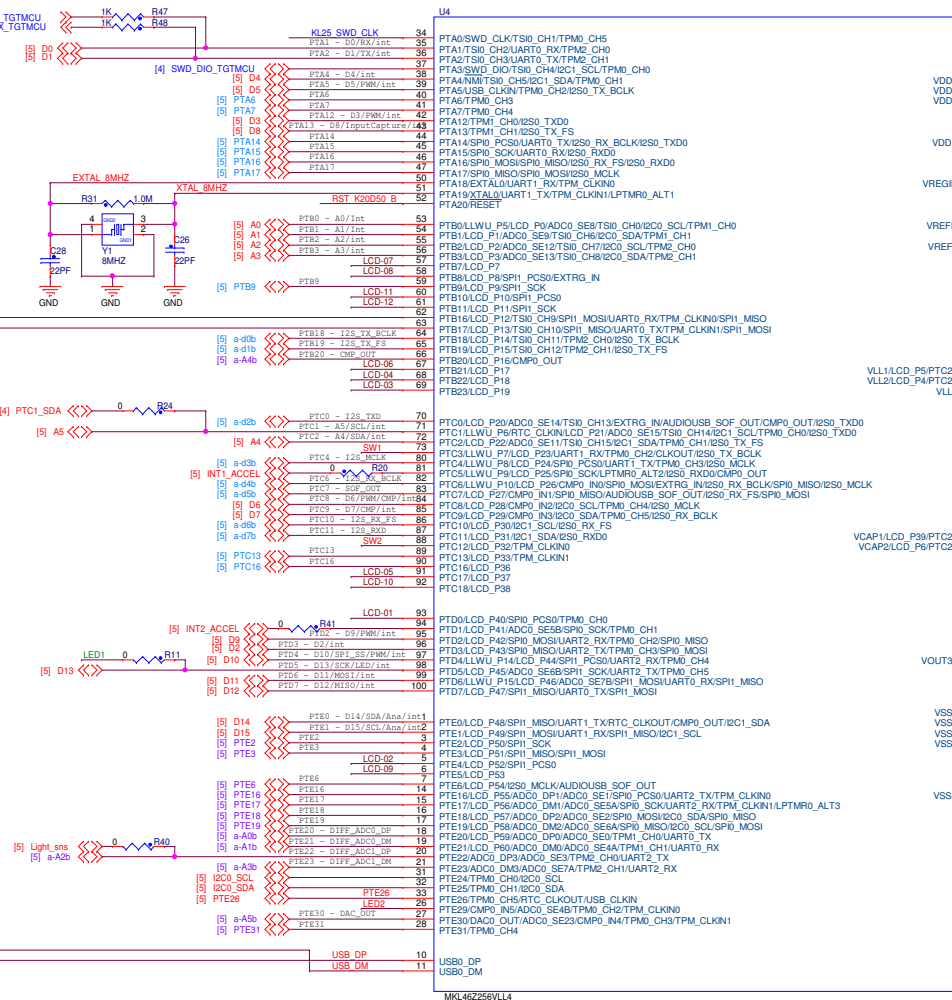 U4
_TGTMCU 1K R47
X_TGTMCU 1K R48
KL25 SWD_CLK 34 PTA0/SWD_CLK/TSI0_CH1/TPM0_CH5
[5] D0 PTA1 - D0/RX/int 35 PTA1/TSI0_CH2/UART0_RX/TPM2_CH0
[5] D1 PTA2 - D1/TX/int 36 PTA2/TSI0_CH3/UART0_TX/TPM2_CH1
[4] SWD_DIO_TGTMCU 37 PTA3/SWD_DIO/TSI0_CH4/I2C1_SCL/TPM0_CH0
[5] D4 PTA4 - D4/int 38 PTA4/NMI/TSI0_CH5/I2C1_SDA/TPM0_CH1 VDD
[5] D5 PTA5 - D5/PWM/int 39 PTA5/USB_CLKIN/TPM0_CH2/I2S0_TX_BCLK VDD
[5] PTA6 PTA6 40 PTA6/TPM0_CH3 VDD
[5] PTA7 PTA7 41 PTA7/TPM0_CH4
[5] D3 PTA12 - D3/PWM/int 42 PTA12/TPM1_CH0/I2S0_TXD0
[5] D8 PTA13 - D8/InputCapture/int 43 PTA13/TPM1_CH1/I2S0_TX_FS
[5] PTA14 PTA14 44 PTA14/SPI0_PCS0/UART0_TX/I2S0_RX_BCLK/I2S0_TXD0 VDD
[5] PTA15 PTA15 45 PTA15/SPI0_SCK/UART0_RX/I2S0_RXD0
[5] PTA16 PTA16 46 PTA16/SPI0_MOSI/SPI0_MISO/I2S0_RX_FS/I2S0_RXD0
[5] PTA17 PTA17 47 PTA17/SPI0_MISO/SPI0_MOSI/I2S0_MCLK
EXTAL_8MHZ 50 PTA18/EXTAL0/UART1_RX/TPM_CLKIN0 VREGI
XTAL_8MHZ 51 PTA19/XTAL0/UART1_TX/TPM_CLKIN1/LPTMR0_ALT1
R31 1.0M RST_K20D50_B 52 PTA20/RESET
4 3 GND2
1 2 GND1
Y1
8MHZ
C28 22PF
C26 22PF
GND GND GND
[5] A0 PTB0 - A0/Int 53 PTB0/LLWU_P5/LCD_P0/ADC0_SE8/TSI0_CH0/I2C0_SCL/TPM1_CH0 VREF
[5] A1 PTB1 - A1/Int 54 PTB1/LCD_P1/ADC0_SE9/TSI0_CH6/I2C0_SDA/TPM1_CH1
[5] A2 PTB2 - A2/int 55 PTB2/LCD_P2/ADC0_SE12/TSI0_CH7/I2C0_SCL/TPM2_CH0 VREF
[5] A3 PTB3 - A3/int 56 PTB3/LCD_P3/ADC0_SE13/TSI0_CH8/I2C0_SDA/TPM2_CH1
LCD-07 57 PTB7/LCD_P7
LCD-08 58 PTB8/LCD_P8/SPI1_PCS0/EXTRG_IN
[5] PTB9 PTB9 59 PTB9/LCD_P9/SPI1_SCK
LCD-11 60 PTB10/LCD_P10/SPI1_PCS0
LCD-12 61 PTB11/LCD_P11/SPI1_SCK
62 PTB16/LCD_P12/TSI0_CH9/SPI1_MOSI/UART0_RX/TPM_CLKIN0/SPI1_MISO
63 PTB17/LCD_P13/TSI0_CH10/SPI1_MISO/UART0_TX/TPM_CLKIN1/SPI1_MOSI
[5] a-d0b PTB18 - I2S_TX_BCLK 64 PTB18/LCD_P14/TSI0_CH11/TPM2_CH0/I2S0_TX_BCLK
[5] a-d1b PTB19 - I2S_TX_FS 65 PTB19/LCD_P15/TSI0_CH12/TPM2_CH1/I2S0_TX_FS
[5] a-A4b PTB20 - CMP_OUT 66 PTB20/LCD_P16/CMP0_OUT
LCD-06 67 PTB21/LCD_P17 VLL1/LCD_P5/PTC2
LCD-04 68 PTB22/LCD_P18 VLL2/LCD_P4/PTC2
LCD-03 69 PTB23/LCD_P19 VLL
[4] PTC1_SDA 0 R24
[5] a-d2b PTC0 - I2S_TXD 70 PTC0/LCD_P20/ADC0_SE14/TSI0_CH13/EXTRG_IN/AUDIOUSB_SOF_OUT/CMP0_OUT/I2S0_TXD0
[5] A5 PTC1 - A5/SCL/int 71 PTC1/LLWU_P6/RTC_CLKIN/LCD_P21/ADC0_SE15/TSI0_CH14/I2C1_SCL/TPM0_CH0/I2S0_TXD0
[5] A4 PTC2 - A4/SDA/int 72 PTC2/LCD_P22/ADC0_SE11/TSI0_CH15/I2C1_SDA/TPM0_CH1/I2S0_TX_FS
SW1 73 PTC3/LLWU_P7/LCD_P23/UART1_RX/TPM0_CH2/CLKOUT/I2S0_TX_BCLK
[5] a-d3b PTC4 - I2S_MCLK 80 PTC4/LLWU_P8/LCD_P24/SPI0_PCS0/UART1_TX/TPM0_CH3/I2S0_MCLK
[5] INT1_ACCEL 0 R20 81 PTC5/LLWU_P9/LCD_P25/SPI0_SCK/LPTMR0_ALT2/I2S0_RXD0/CMP0_OUT
[5] a-d4b PTC6 - I2S_RX_BCLK 82 PTC6/LLWU_P10/LCD_P26/CMP0_IN0/SPI0_MOSI/EXTRG_IN/I2S0_RX_BCLK/SPI0_MISO/I2S0_MCLK
[5] a-d5b PTC7 - SOF_OUT 83 PTC7/LCD_P27/CMP0_IN1/SPI0_MISO/AUDIOUSB_SOF_OUT/I2S0_RX_FS/SPI0_MOSI
[5] D6 PTC8 - D6/PWM/CMP/int 84 PTC8/LCD_P28/CMP0_IN2/I2C0_SCL/TPM0_CH4/I2S0_MCLK
[5] D7 PTC9 - D7/CMP/int 85 PTC9/LCD_P29/CMP0_IN3/I2C0_SDA/TPM0_CH5/I2S0_RX_BCLK
[5] a-d6b PTC10 - I2S_RX_FS 86 PTC10/LCD_P30/I2C1_SCL/I2S0_RX_FS
[5] a-d7b PTC11 - I2S_RXD 87 PTC11/LCD_P31/I2C1_SDA/I2S0_RXD0 VCAP1/LCD_P39/PTC2
SW2 88 PTC12/LCD_P32/TPM_CLKIN0 VCAP2/LCD_P6/PTC2
[5] PTC13 PTC13 89 PTC13/LCD_P33/TPM_CLKIN1
[5] PTC16 PTC16 90 PTC16/LCD_P36
LCD-05 91 PTC17/LCD_P37
LCD-10 92 PTC18/LCD_P38
LCD-01 93 PTD0/LCD_P40/SPI0_PCS0/TPM0_CH0
[5] INT2_ACCEL 0 R41 94 PTD1/LCD_P41/ADC0_SE5B/SPI0_SCK/TPM0_CH1
[5] D9 PTD2 - D9/PWM/int 95 PTD2/LCD_P42/SPI0_MOSI/UART2_RX/TPM0_CH2/SPI0_MISO
[5] D2 PTD3 - D2/int 96 PTD3/LCD_P43/SPI0_MISO/UART2_TX/TPM0_CH3/SPI0_MOSI
LED1 0 R11 [5] D10 PTD4 - D10/SPI_SS/PWM/int 97 PTD4/LLWU_P14/LCD_P44/SPI1_PCS0/UART2_RX/TPM0_CH4 VOUT3
[5] D13 PTD5 - D13/SCK/LED/int 98 PTD5/LCD_P45/ADC0_SE6B/SPI1_SCK/UART2_TX/TPM0_CH5
[5] D11 PTD6 - D11/MOSI/int 99 PTD6/LLWU_P15/LCD_P46/ADC0_SE7B/SPI1_MOSI/UART0_RX/SPI1_MISO
[5] D12 PTD7 - D12/MISO/int 100 PTD7/LCD_P47/SPI1_MISO/UART0_TX/SPI1_MOSI
VSS
[5] D14 PTE0 - D14/SDA/Ana/int 1 PTE0/LCD_P48/SPI1_MISO/UART1_TX/RTC_CLKOUT/CMP0_OUT/I2C1_SDA VSS
[5] D15 PTE1 - D15/SCL/Ana/int 2 PTE1/LCD_P49/SPI1_MOSI/UART1_RX/SPI1_MISO/I2C1_SCL VSS
[5] PTE2 PTE2 3 PTE2/LCD_P50/SPI1_SCK VSS
[5] PTE3 PTE3 4 PTE3/LCD_P51/SPI1_MISO/SPI1_MOSI
LCD-02 5 PTE4/LCD_P52/SPI1_PCS0
LCD-09 6 PTE5/LCD_P53
[5] PTE6 PTE6 7 PTE6/LCD_P54/I2S0_MCLK/AUDIOUSB_SOF_OUT
[5] PTE16 PTE16 14 PTE16/LCD_P55/ADC0_DP1/ADC0_SE1/SPI0_PCS0/UART2_TX/TPM_CLKIN0 VSS
[5] PTE17 PTE17 15 PTE17/LCD_P56/ADC0_DM1/ADC0_SE5A/SPI0_SCK/UART2_RX/TPM_CLKIN1/LPTMR0_ALT3
[5] PTE18 PTE18 16 PTE18/LCD_P57/ADC0_DP2/ADC0_SE2/SPI0_MOSI/I2C0_SDA/SPI0_MISO
[5] PTE19 PTE19 17 PTE19/LCD_P58/ADC0_DM2/ADC0_SE6A/SPI0_MISO/I2C0_SCL/SPI0_MOSI
[5] a-A0b PTE20 - DIFF_ADC0_DP 18 PTE20/LCD_P59/ADC0_DP0/ADC0_SE0/TPM1_CH0/UART0_TX
[5] a-A1b PTE21 - DIFF_ADC0_DM 19 PTE21/LCD_P60/ADC0_DM0/ADC0_SE4A/TPM1_CH1/UART0_RX
[5] Light_sns 0 R40
[5] a-A2b PTE22 - DIFF_ADC1_DP 20 PTE22/ADC0_DP3/ADC0_SE3/TPM2_CH0/UART2_TX
[5] a-A3b PTE23 - DIFF_ADC1_DM 21 PTE23/ADC0_DM3/ADC0_SE7A/TPM2_CH1/UART2_RX
[5] I2C0_SCL 31 PTE24/TPM0_CH0/I2C0_SCL
[5] I2C0_SDA 32 PTE25/TPM0_CH1/I2C0_SDA
[5] PTE26 PTE26 33 PTE26/TPM0_CH5/RTC_CLKOUT/USB_CLKIN
LED2 26 PTE29/CMP0_IN5/ADC0_SE4B/TPM0_CH2/TPM_CLKIN0
[5] a-A5b PTE30 - DAC_OUT 27 PTE30/DAC0_OUT/ADC0_SE23/CMP0_IN4/TPM0_CH3/TPM_CLKIN1
[5] PTE31 PTE31 28 PTE31/TPM0_CH4
USB_DP 10 USB0_DP
USB_DM 11 USB0_DM
MKL46Z256VLL4